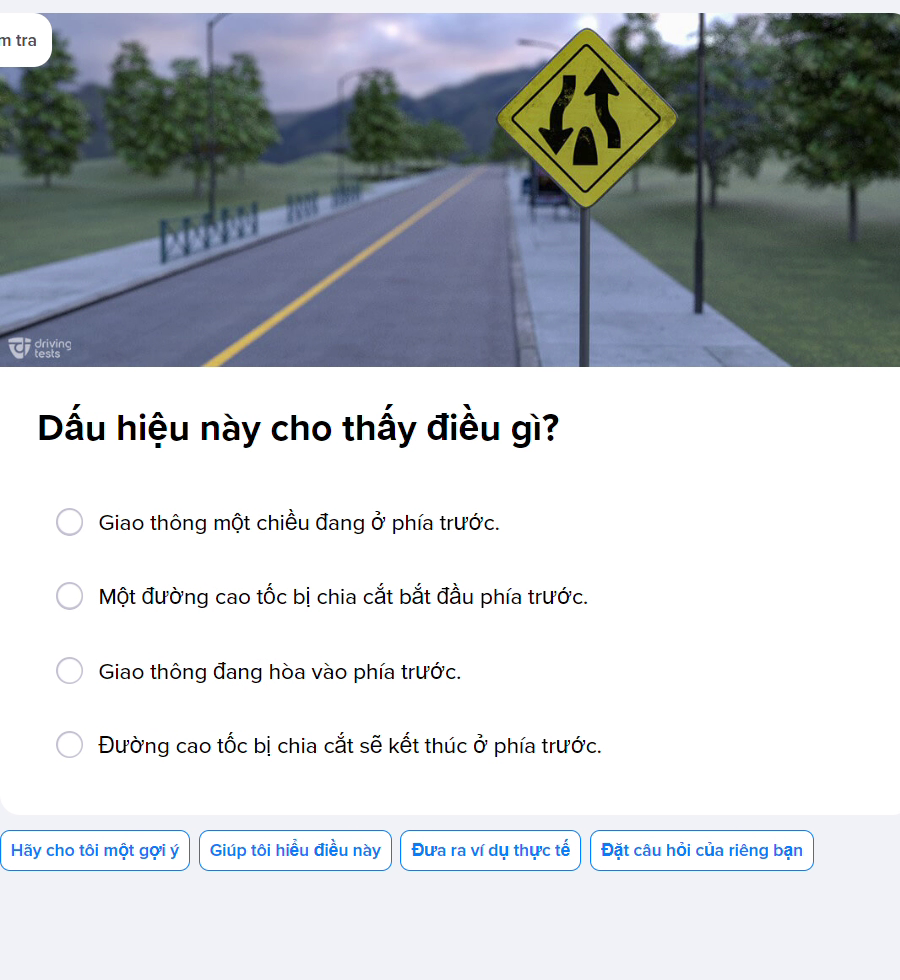 m tra
driving
tests
Dấu hiệu này cho thấy điều gì?
Giao thông một chiều đang ở phía trước.
Một đường cao tốc bị chia cắt bắt đầu phía trước.
Giao thông đang hòa vào phía trước.
Đường cao tốc bị chia cắt sẽ kết thúc ở phía trước.
Hãy cho tôi một gợi ý
Giúp tôi hiểu điều này
Đưa ra ví dụ thực tế
Đặt câu hỏi của riêng bạn